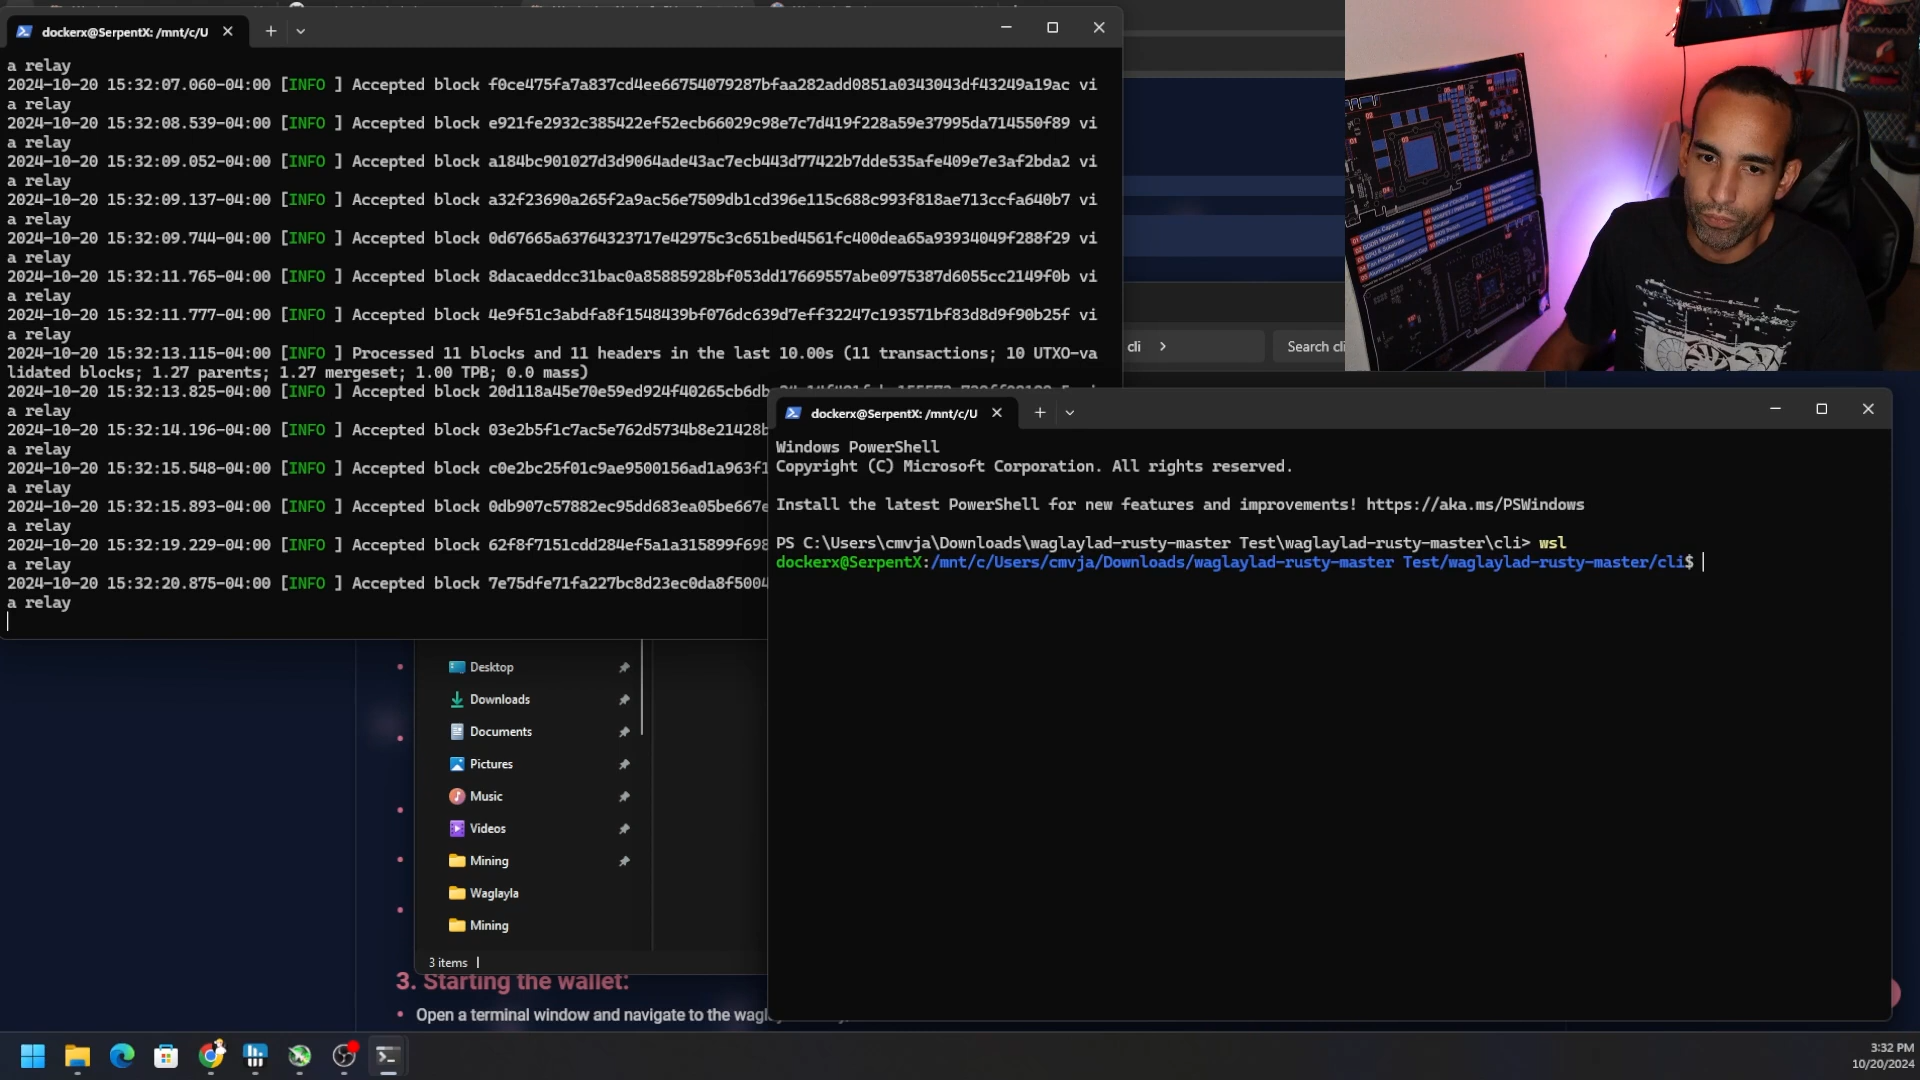 dockerx@SerpentX: /mnt/c/U
a relay
2024-10-20 15:32:07.060-04:00 [INFO ] Accepted block f0ce475fa7a837cd4ee66754079287bfaa282add0851a0343043df43249a19ac vi
a relay
2024-10-20 15:32:08.539-04:00 [INFO ] Accepted block e921fe2932c385422ef52ecb66029c98e7c7d419f228a59e37995da714550f89 vi
a relay
2024-10-20 15:32:09.052-04:00 [INFO ] Accepted block a184bc901027d3d9064ade43ac7ecb443d77422b7dde535afe409e7e3af2bda2 vi
a relay
2024-10-20 15:32:09.137-04:00 [INFO ] Accepted block a32f23690a265f2a9ac56e7509db1cd396e115c688c993f818ae713ccfa640b7 vi
a relay
2024-10-20 15:32:09.744-04:00 [INFO ] Accepted block 0d67665a63764323717e42975c3c651bed4561fc400dea65a93934049f288f29 vi
a relay
2024-10-20 15:32:11.765-04:00 [INFO ] Accepted block 8dacaeddcc31bac0a85885928bf053dd17669557abe0975387d6055cc2149f0b vi
a relay
2024-10-20 15:32:11.777-04:00 [INFO ] Accepted block 4e9f51c3abdfa8f1548439bf076dc639d7eff32247c193571bf83d8d9f90b25f vi
a relay
2024-10-20 15:32:13.115-04:00 [INFO ] Processed 11 blocks and 11 headers in the last 10.00s (11 transactions; 10 UTXO-va
lidated blocks; 1.27 parents; 1.27 mergeset; 1.00 TPB; 0.0 mass)
2024-10-20 15:32:13.825-04:00 [INFO ] Accepted block 20d118a45e70e59ed924f40265cb6db
a relay
2024-10-20 15:32:14.196-04:00 [INFO ] Accepted block 03e2b5f1c7ac5e762d5734b8e21428b
a relay
2024-10-20 15:32:15.548-04:00 [INFO ] Accepted block c0e2bc25f01c9ae9500156ad1a963f1
a relay
2024-10-20 15:32:15.893-04:00 [INFO ] Accepted block 0db907c57882ec95dd683ea05be667e
a relay
2024-10-20 15:32:19.229-04:00 [INFO ] Accepted block 62f8f7151cdd284ef5a1a315899f698
a relay
2024-10-20 15:32:20.875-04:00 [INFO ] Accepted block 7e75dfe71fa227bc8d23ec0da8f5004
a relay
cli
Search cli
dockerx@SerpentX: /mnt/c/U
Windows PowerShell
Copyright (C) Microsoft Corporation. All rights reserved.
Install the latest PowerShell for new features and improvements! https://aka.ms/PSWindows
PS C:\Users\cmvja\Downloads\waglaylad-rusty-master Test\waglaylad-rusty-master\cli> wsl
dockerx@SerpentX:/mnt/c/Users/cmvja/Downloads/waglaylad-rusty-master Test/waglaylad-rusty-master/cli$
Desktop
Downloads
Documents
Pictures
Music
Videos
Mining
Waglayla
Mining
3 items
3. Starting the wallet:
Open a terminal window and navigate to the wagl
3:32 PM
10/20/2024